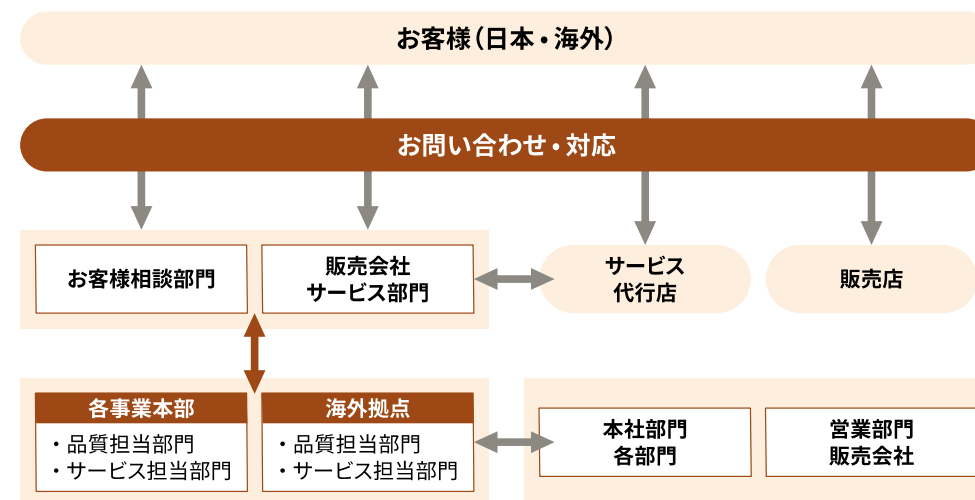 お客様（日本・海外）
お問い合わせ・対応
お客様相談部門
販売会社
サービス部門
サービス
代行店
販売店
各事業本部
・品質担当部門
・サービス担当部門
海外拠点
・品質担当部門
・サービス担当部門
本社部門
各部門
営業部門
販売会社